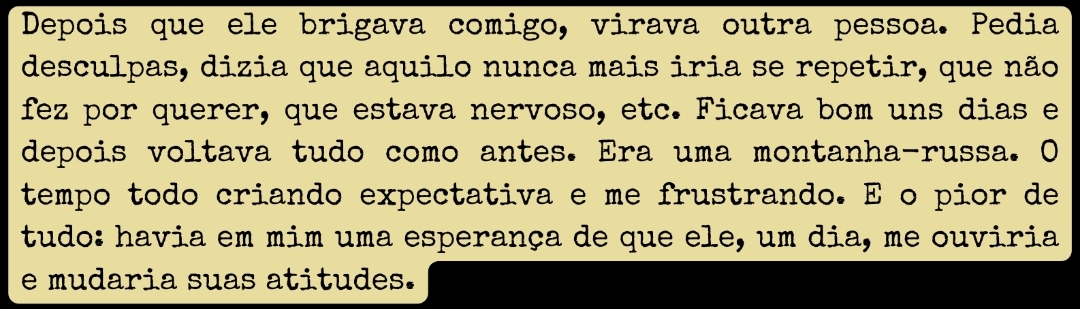 Depois que ele brigava comigo, virava outra pessoa. Pedia
desculpas, dizia que aquilo nunca mais iria se repetir, que não
fez por querer, que estava nervoso, etc. Ficava bom uns dias e
depois voltava tudo como antes. Era uma montanha-russa. O
tempo todo criando expectativa e me frustrando. E o pior de
tudo: havia em mim uma esperança de que ele, um dia, me ouviria
e mudaria suas atitudes.